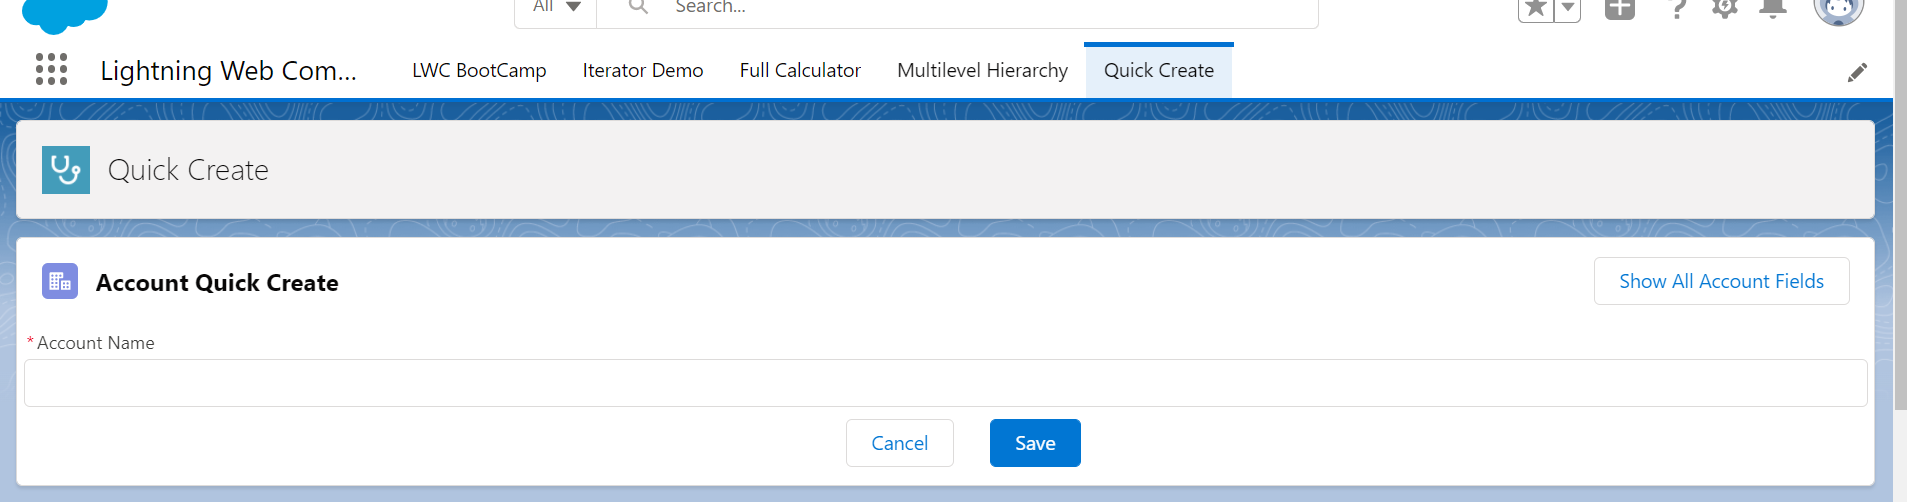 All Search...
Lightning Web Com... LWC BootCamp Iterator Demo Full Calculator Multilevel Hierarchy Quick Create
Quick Create
Account Quick Create Show All Account Fields
*Account Name
Cancel Save